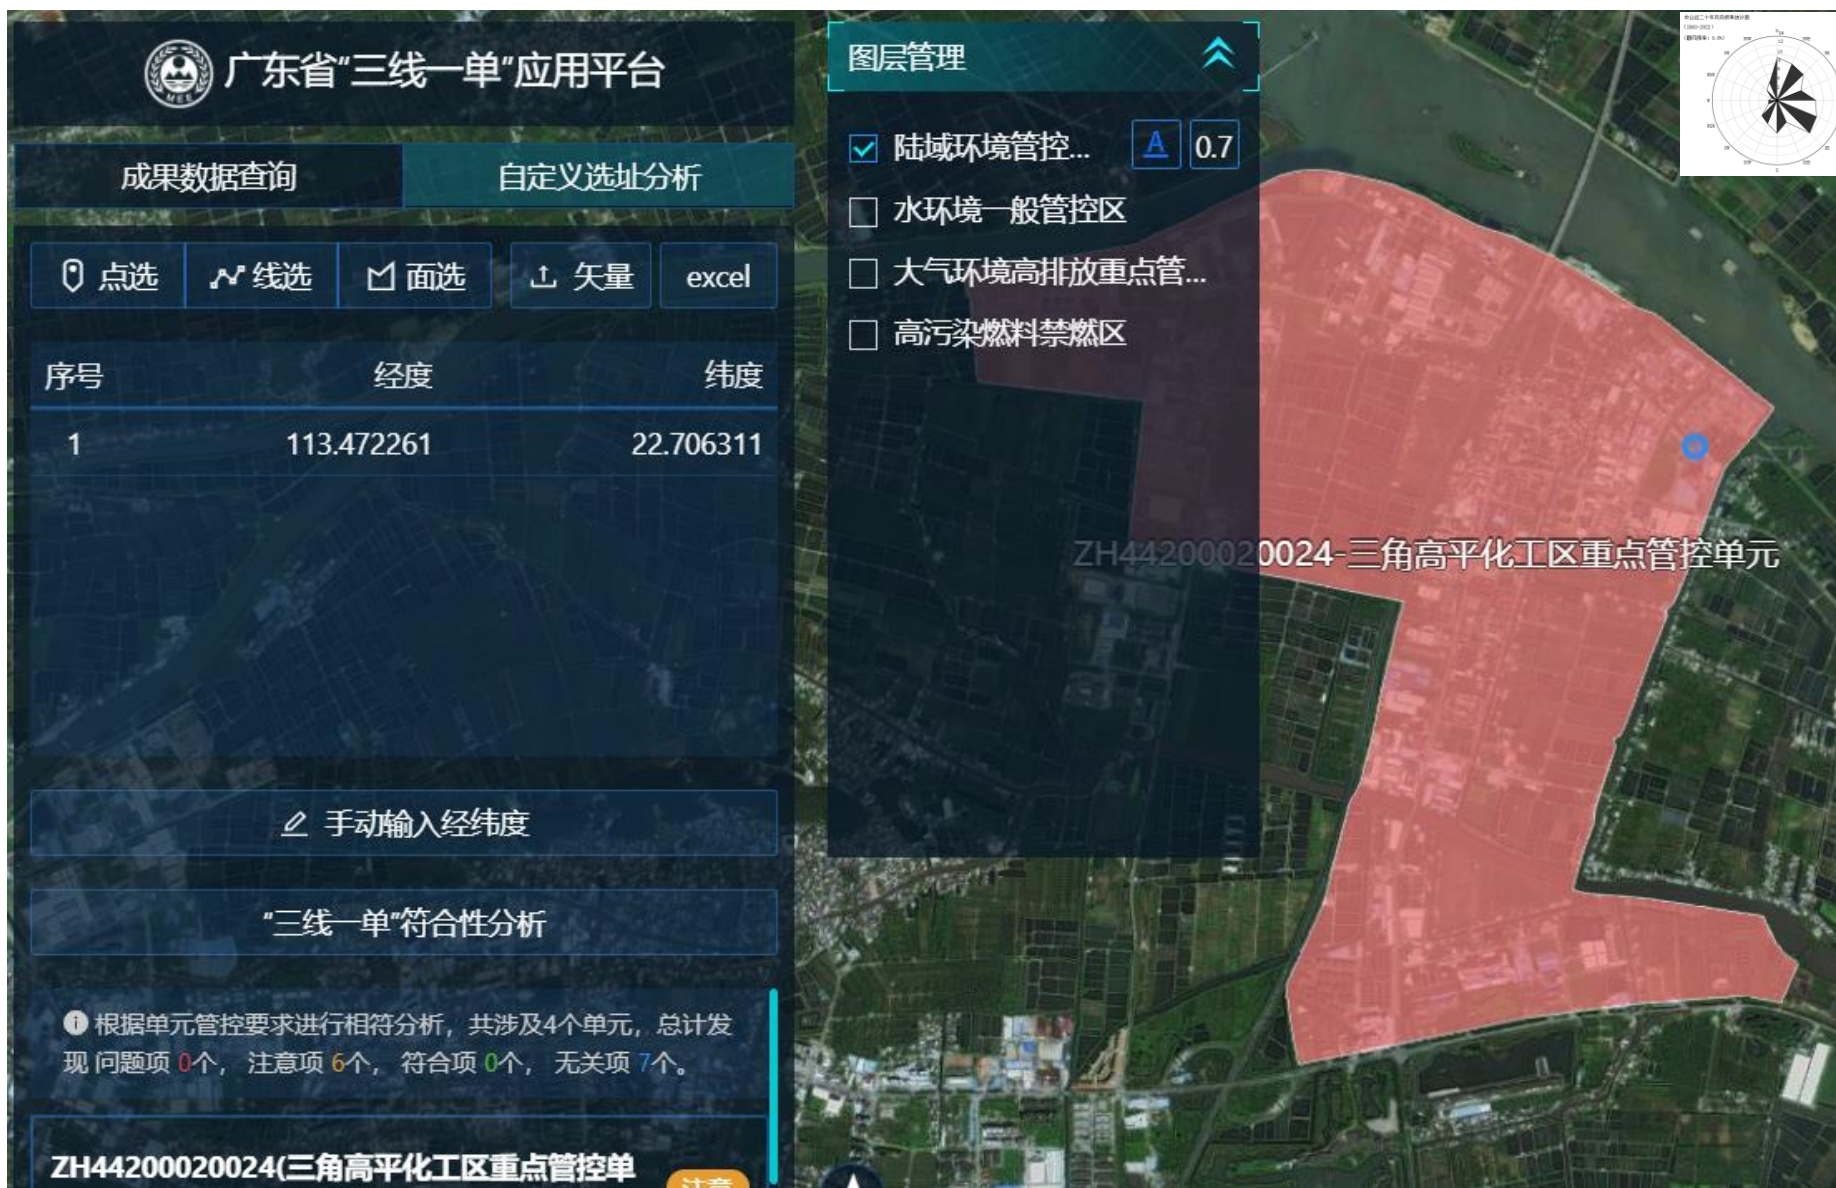 广东省"三线一单"应用平台
成果数据查询
自定义选址分析
点选
线选
面选
矢量
excel
序号 经度 纬度
1 113.472261 22.706311
手动输入经纬度
"三线一单"符合性分析
根据单元管控要求进行相符分析，共涉及4个单元，总计发
现 问题项 0个， 注意项 6个， 符合项 0个， 无关项 7个。
ZH44200020024(三角高平化工区重点管控单
注意
图层管理
陆域环境管控... A 0.7
水环境一般管控区
大气环境高排放重点管...
高污染燃料禁燃区
ZH44200020024-三角高平化工区重点管控单元